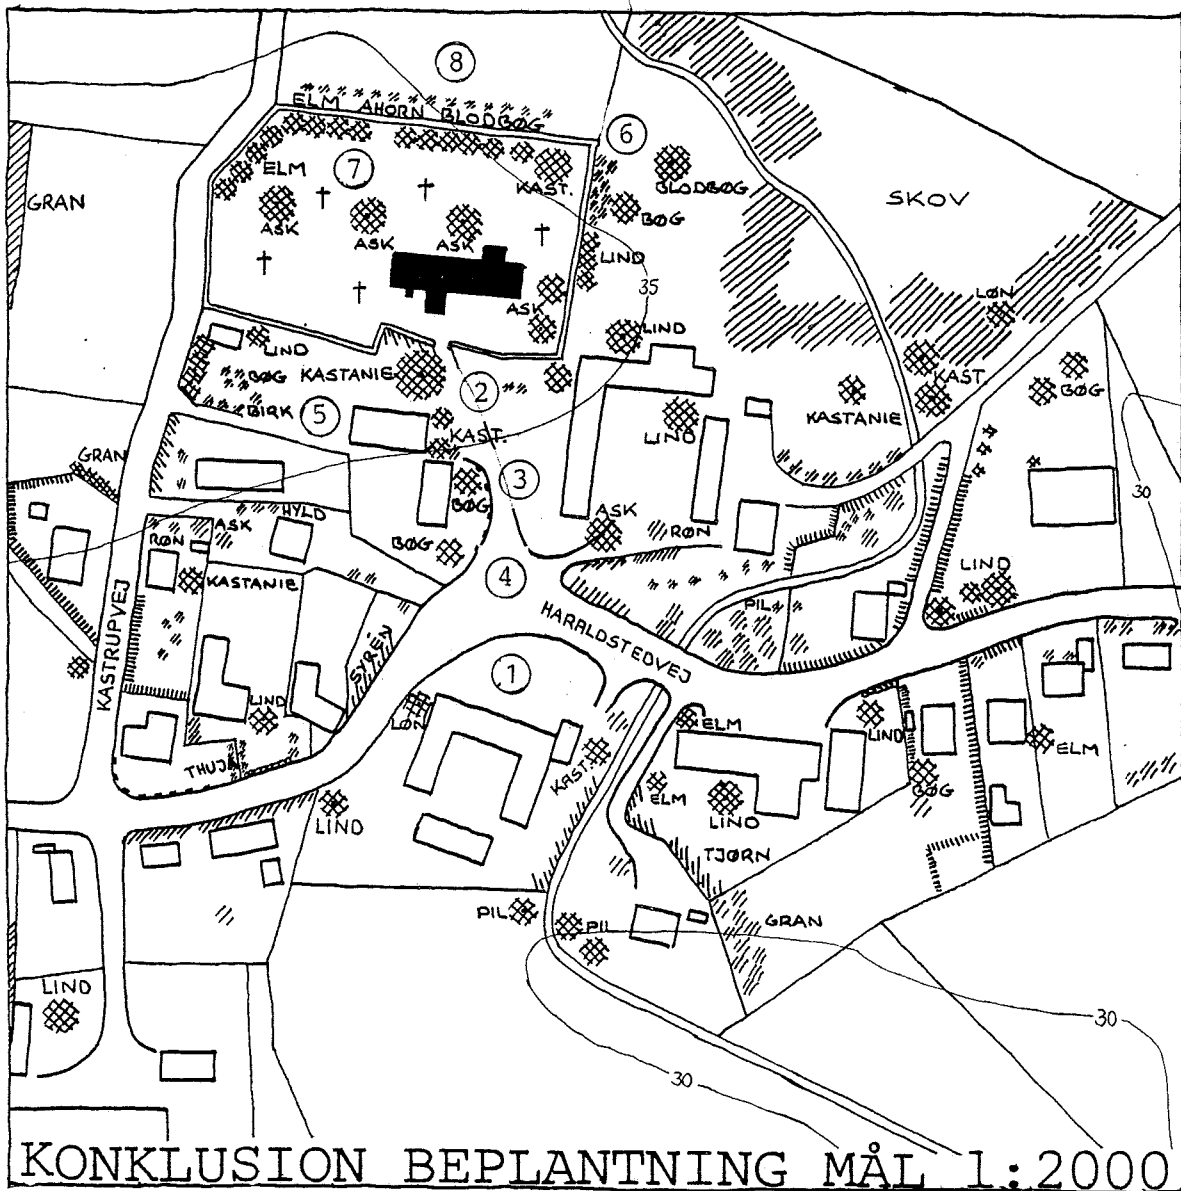 8
ELM AHORN BLODBØG
6
7
ELM
KAST.
BLODBØG
GRAN
SKOV
BØG
ASK
ASK
ASK
LIND
35
LØN
ASK
LIND
LIND
BØG
KASTANIE
2
KAST.
BØG
BIRK
5
KASTANIE
KAST.
LIND
GRAN
3
30
BØG
HYLD
ASK
ASK
RØN
RØN
BØG
KASTANIE
4
LIND
PIL
HARALDSTEDVEJ
SYRÉN
KASTRUPVEJ
1
LIND
LØN
ELM
LIND
ELM
THUJA
KAST.
ELM
BØG
LIND
LIND
TJØRN
PIL
PIL
GRAN
LIND
30
30
KONKLUSION BEPLANTNING MÅL 1:2000